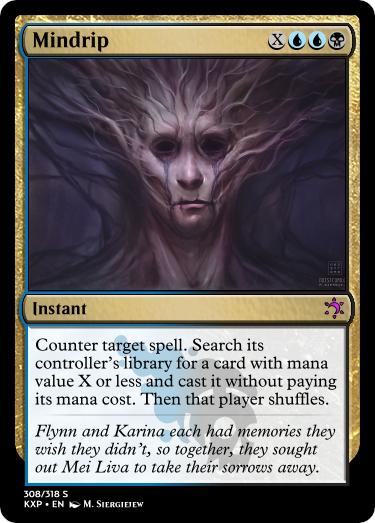 Mindrip
X
Instant
Counter target spell. Search its
controller's library for a card with mana
value X or less and cast it without paying
its mana cost. Then that player shuffles.
Flynn and Karina each had memories they
wish they didn't, so together, they sought
out Mei Liva to take their sorrows away.
308/318 S
KXP • EN M. Siergiejew